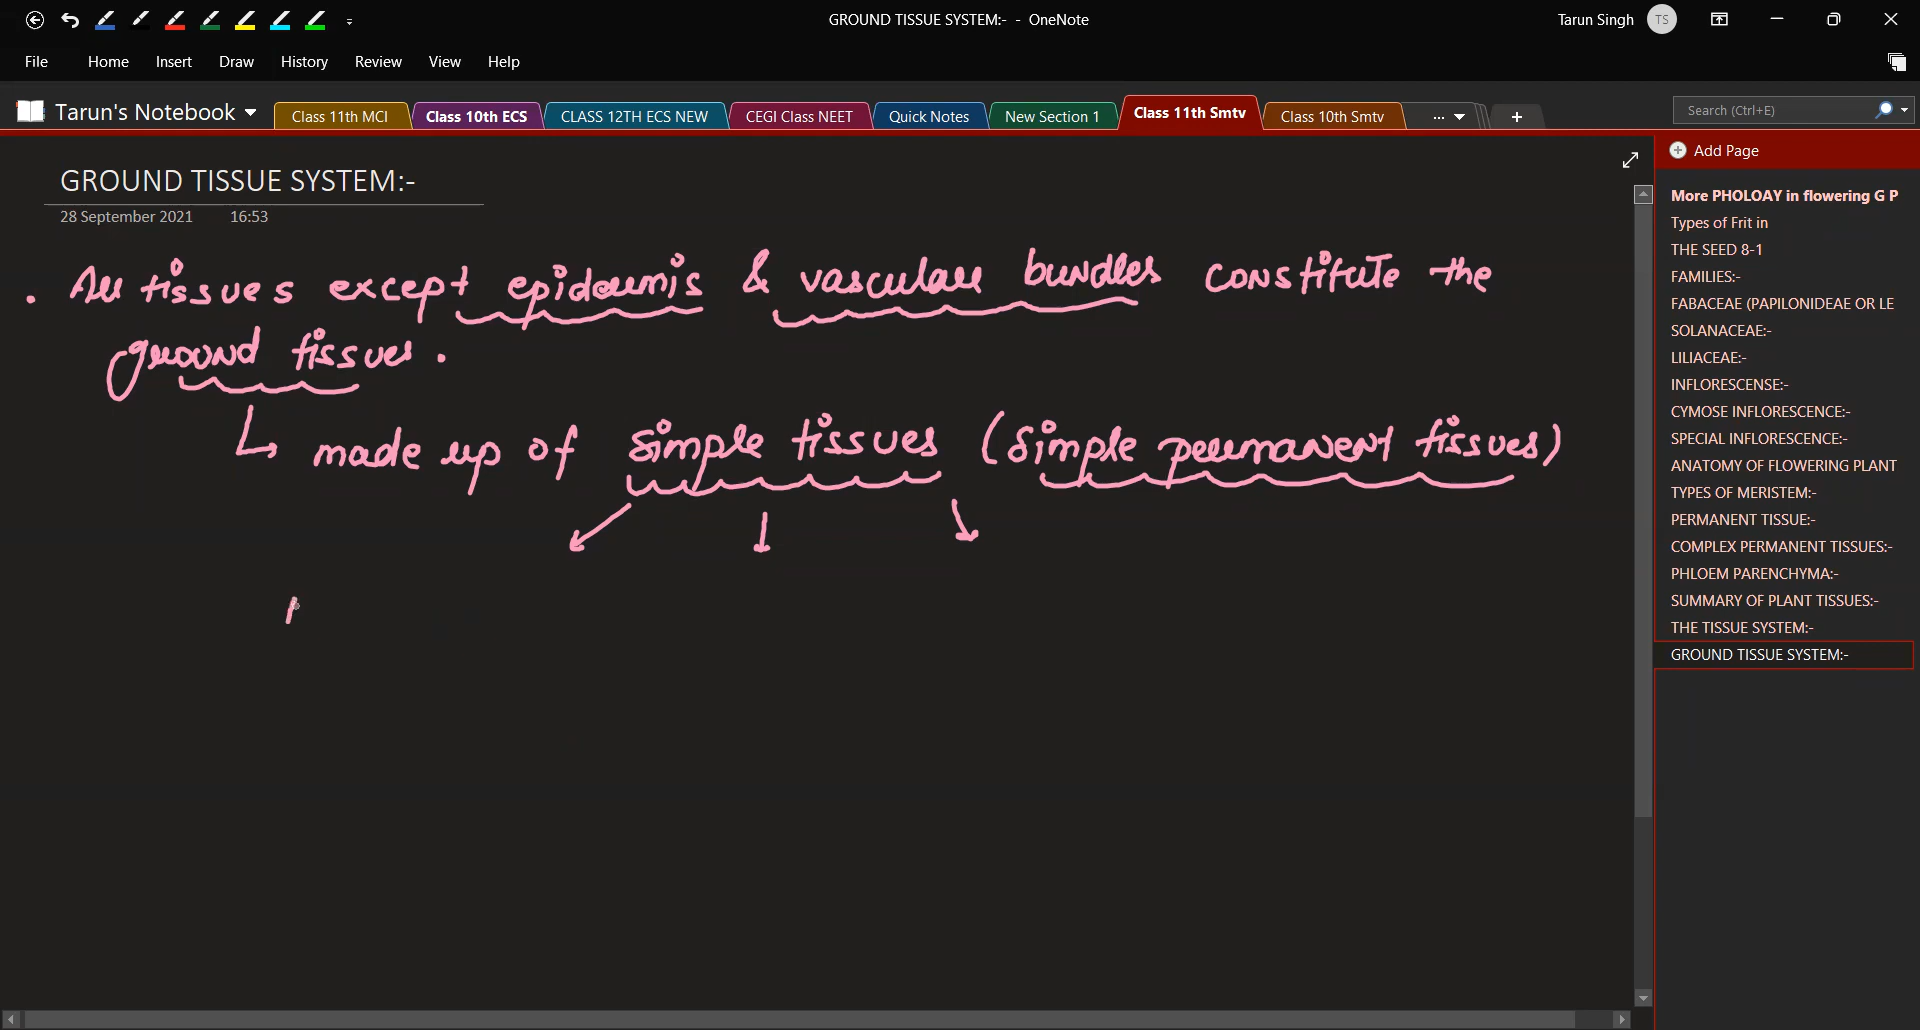 GROUND TISSUE SYSTEM:- - OneNote
Tarun Singh TS
File Home Insert Draw History Review View Help
Tarun's Notebook
Class 11th MCI Class 10th ECS CLASS 12TH ECS NEW CEGI Class NEET Quick Notes New Section 1 Class 11th Smtv Class 10th Smtv ... +
Search (Ctrl+E)
GROUND TISSUE SYSTEM:-
28 September 2021 16:53
. All tissues except epidermis & vascular bundles constitute the
ground tissues.
made up of simple tissues (simple permanent tissues)
Add Page
More PHOLOAY in flowering G P
Types of Frit in
THE SEED 8-1
FAMILIES:-
FABACEAE (PAPILONIDEAE OR LE
SOLANACEAE:-
LILIACEAE:-
INFLORESCENSE:-
CYMOSE INFLORESCENCE:-
SPECIAL INFLORESCENCE:-
ANATOMY OF FLOWERING PLANT
TYPES OF MERISTEM:-
PERMANENT TISSUE:-
COMPLEX PERMANENT TISSUES:-
PHLOEM PARENCHYMA:-
SUMMARY OF PLANT TISSUES:-
THE TISSUE SYSTEM:-
GROUND TISSUE SYSTEM:-